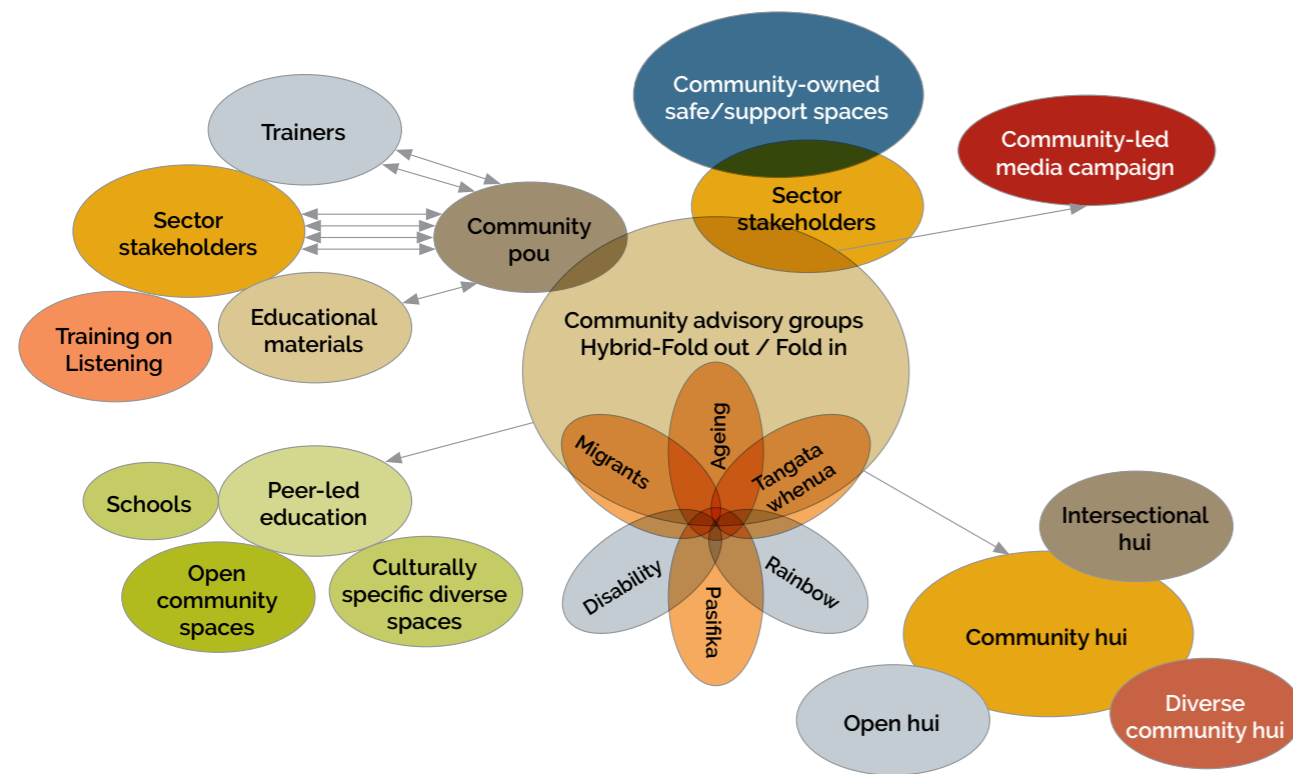 Community-owned
safe/support spaces
Trainers
Community-led
media campaign
Sector
stakeholders
Sector
stakeholders
Community
pou
Educational
materials
Training on
Listening
Community advisory groups
Hybrid-Fold out / Fold in
Migrants
Ageing
Tangata
whenua
Disability
Pasifika
Rainbow
Schools
Peer-led
education
Open
community
spaces
Culturally
specific diverse
spaces
Intersectional
hui
Community hui
Open hui
Diverse
community hui